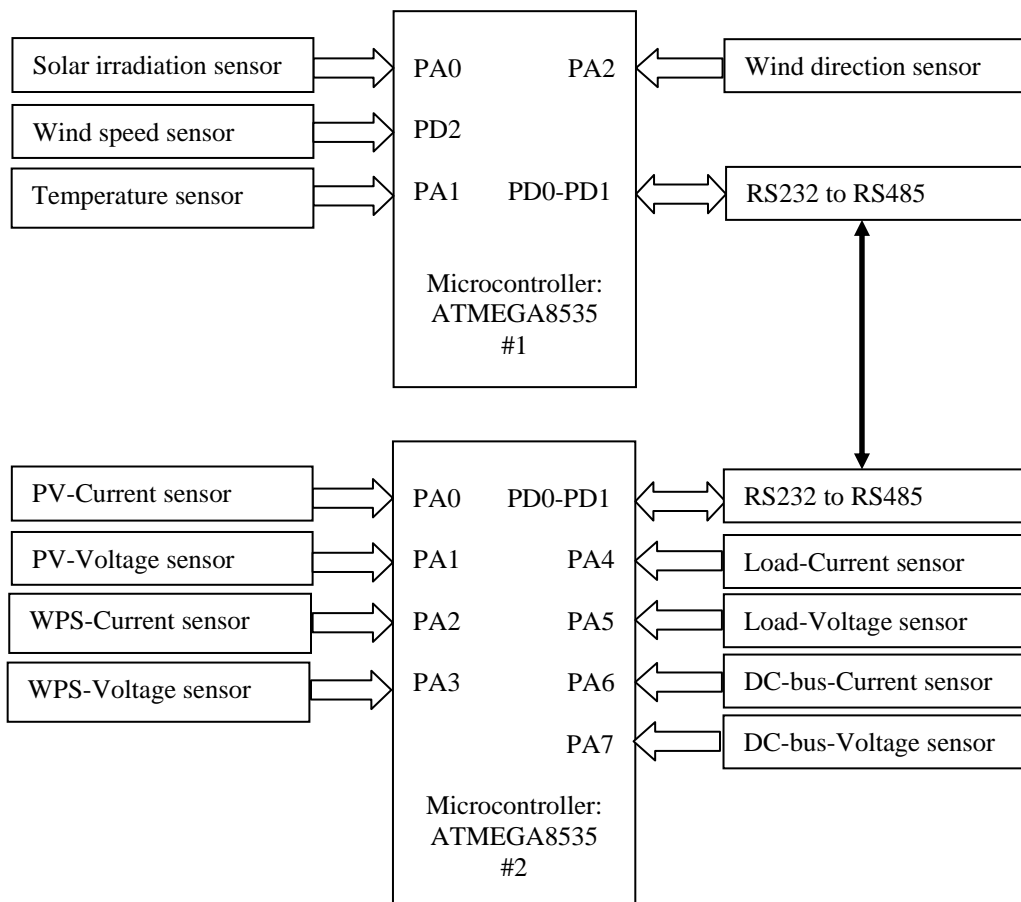 Solar irradiation sensor
PA0
PA2
Wind direction sensor
Wind speed sensor
PD2
Temperature sensor
PA1
PD0-PD1
RS232 to RS485
Microcontroller:
ATMEGA8535
#1
PV-Current sensor
PA0
PD0-PD1
RS232 to RS485
PV-Voltage sensor
PA1
PA4
Load-Current sensor
WPS-Current sensor
PA2
PA5
Load-Voltage sensor
WPS-Voltage sensor
PA3
PA6
DC-bus-Current sensor
PA7
DC-bus-Voltage sensor
Microcontroller:
ATMEGA8535
#2